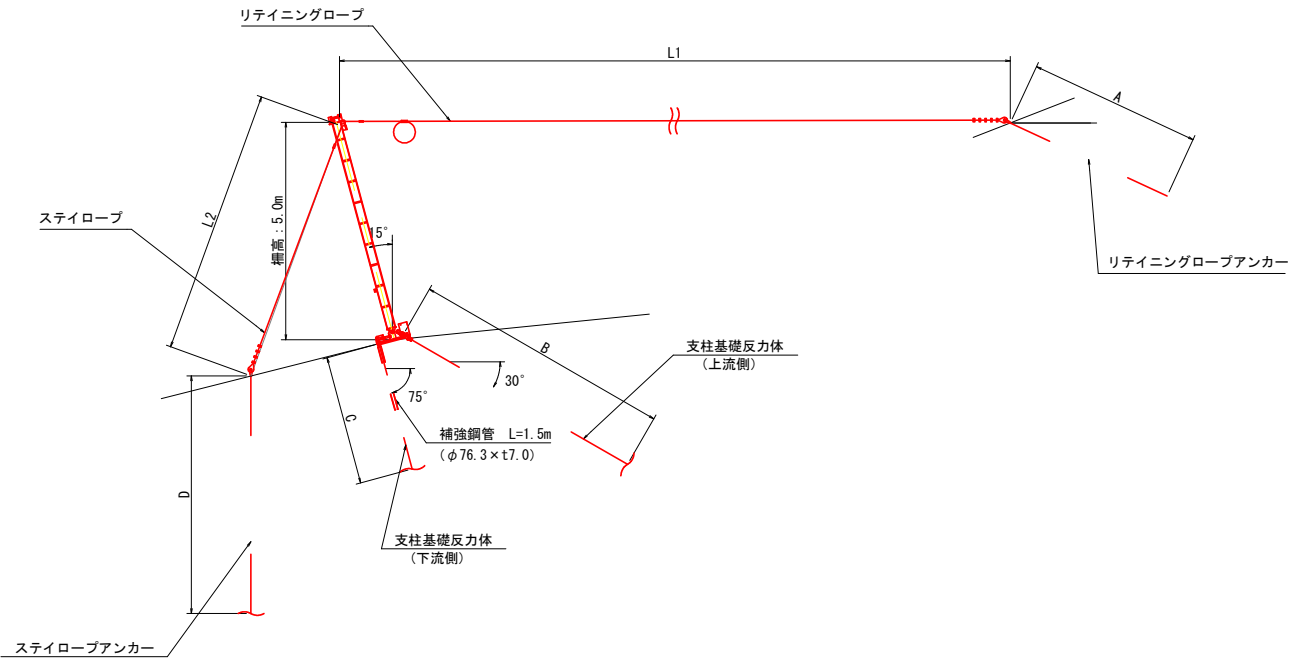 リテイニングロープ
L1
A
L2
ステイロープ
柵高：5.0m
15°
リテイニングロープアンカー
B
支柱基礎反力体
（上流側）
30°
75°
C
補強鋼管　L=1.5m
（φ76.3×t7.0）
D
支柱基礎反力体
（下流側）
ステイロープアンカー